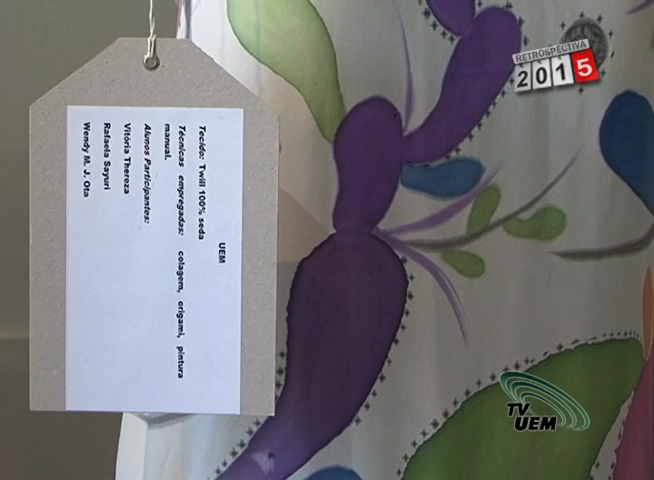 UEM
Tecido: Twill 100% seda
Técnicas empregadas: colagem, origami, pintura
manual.
Alunos Participantes:
Vitória Thereza
Rafaela Sayuri
Wendy M. J. Ota
RETROSPECTIVA
2015
TV
UEM